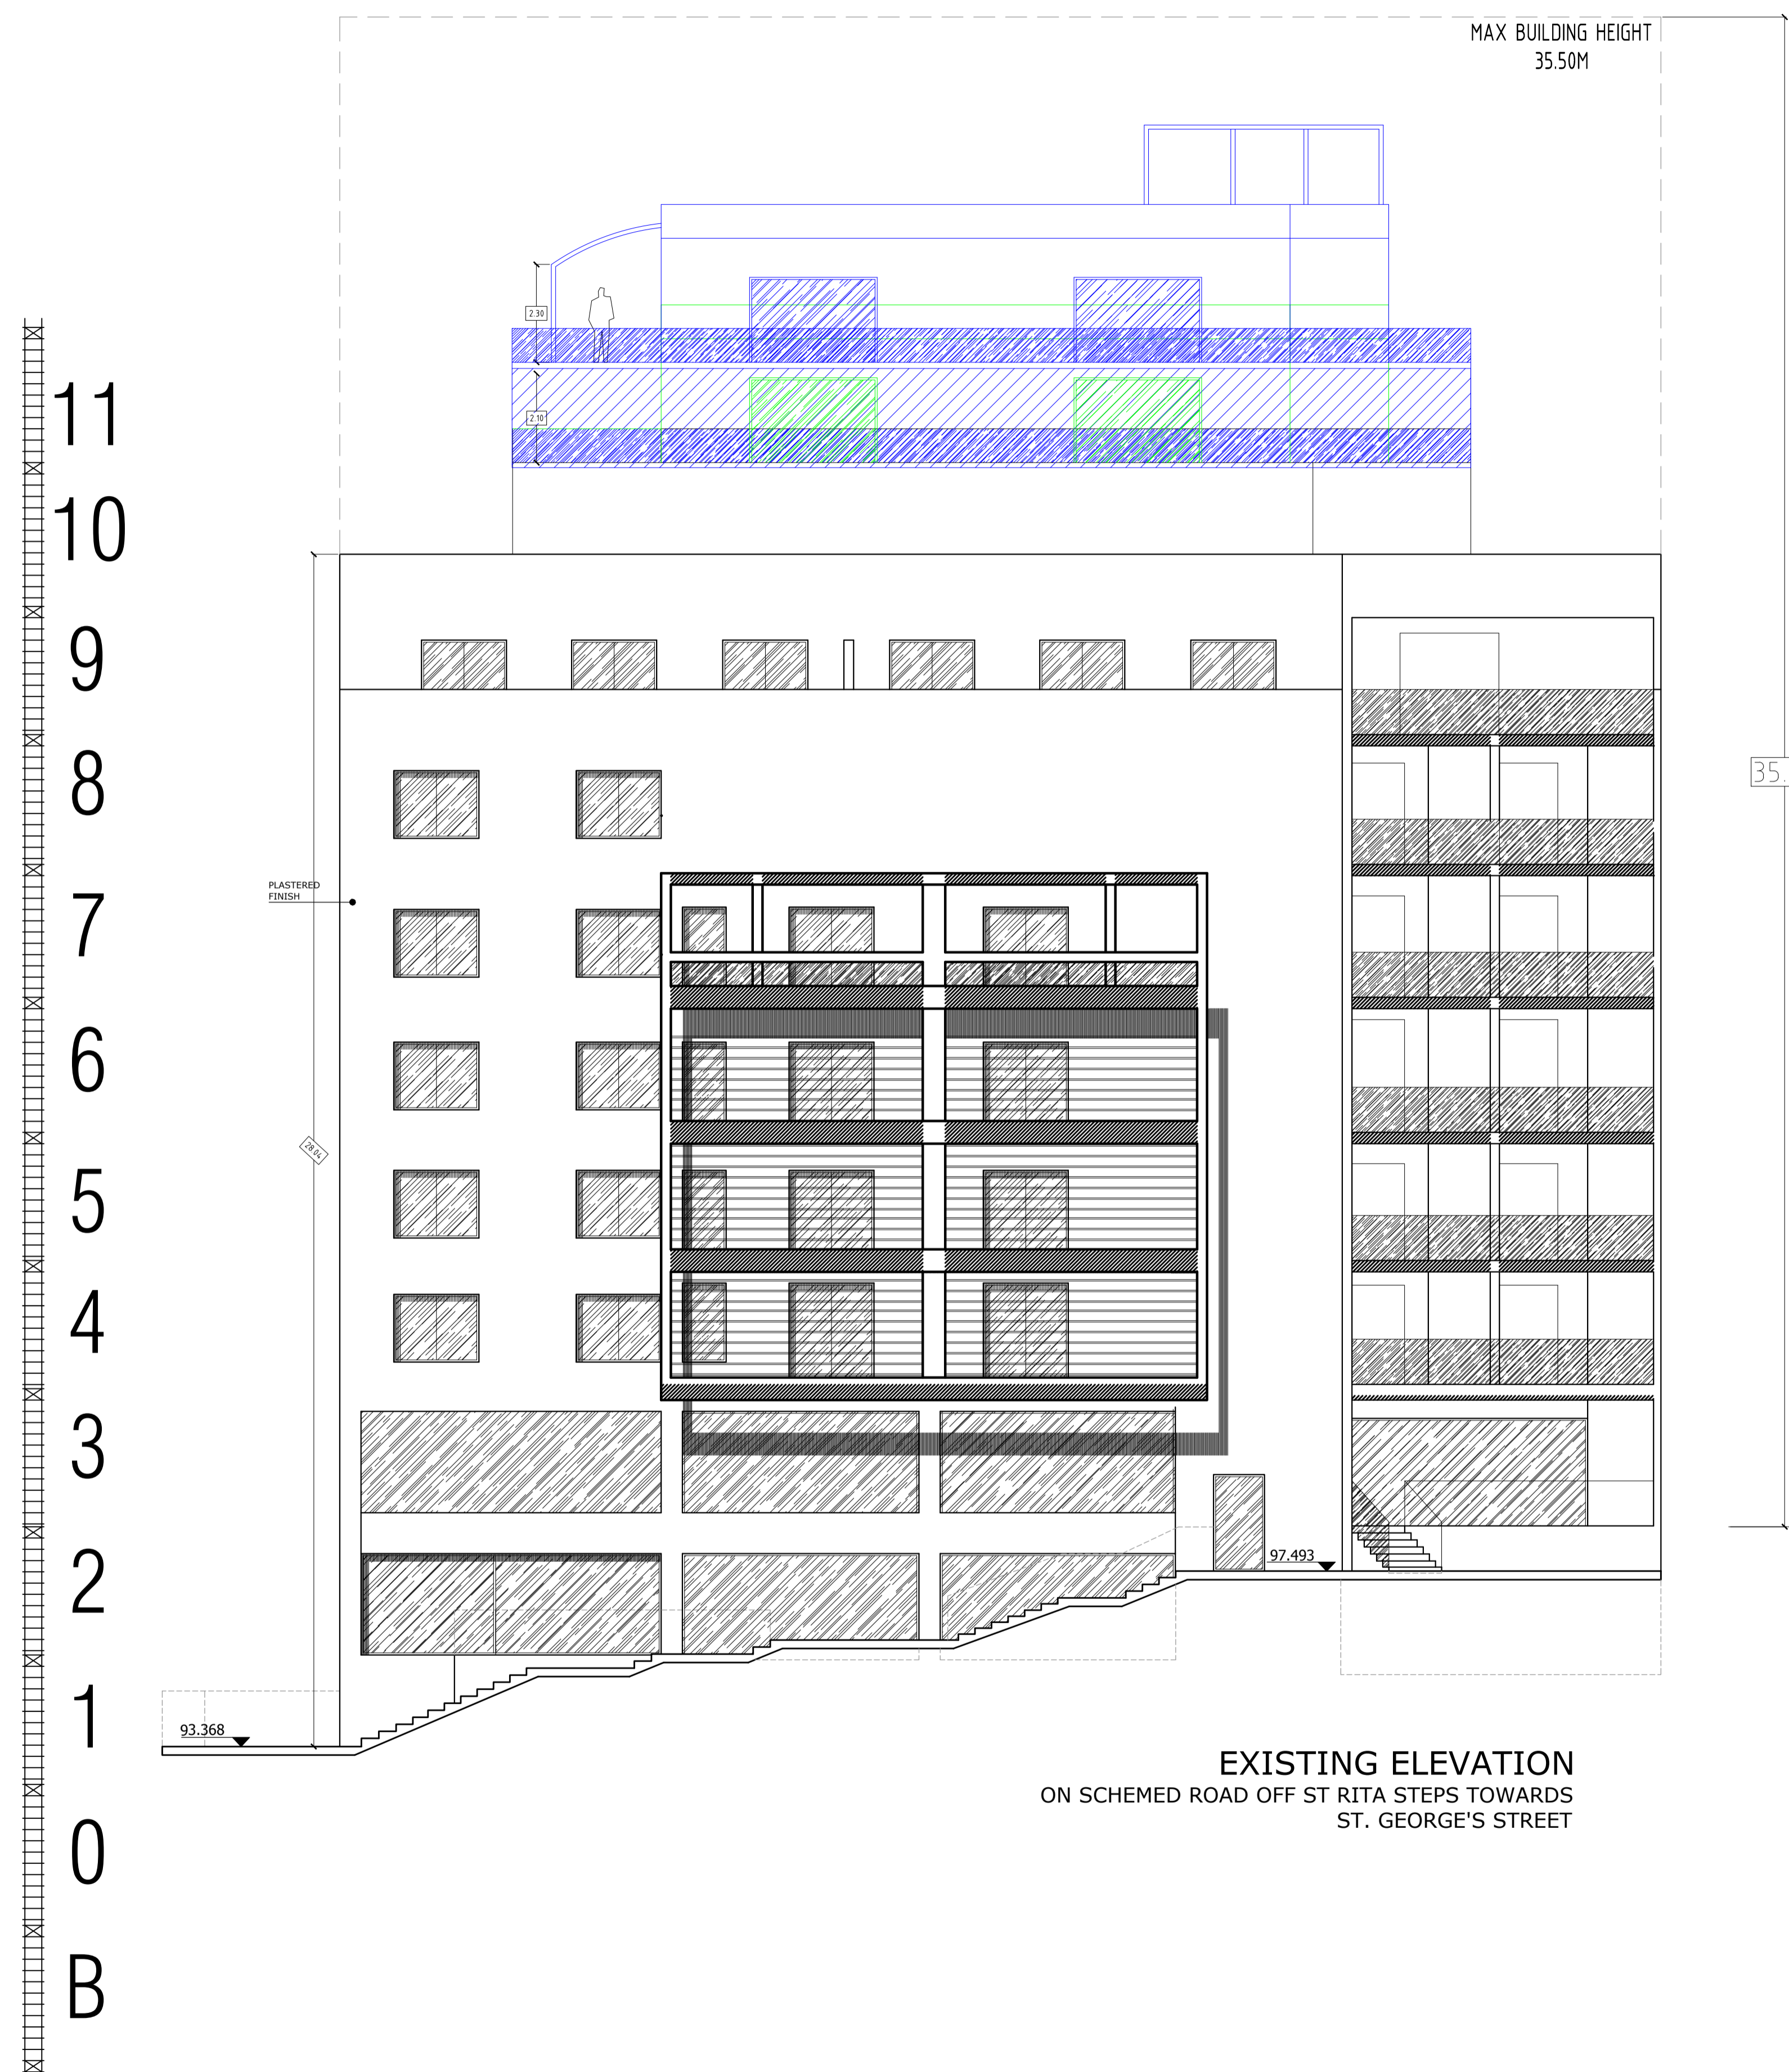 MAX BUILDING HEIGHT
35.50M
2.30
11
2.10
10
9
8
35.
7
PLASTERED
FINISH
6
28.04
5
4
3
2
97.493
1
93.368
EXISTING ELEVATION
ON SCHEMED ROAD OFF ST RITA STEPS TOWARDS
ST. GEORGE'S STREET
0
B